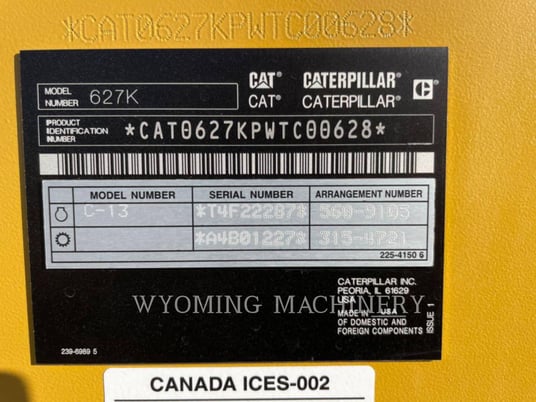 *CAT0627KPWTC00628*
MODEL NUMBER 627K
CAT® CATERPILLAR® C®
CAT® CATERPILLAR®
PRODUCT IDENTIFICATION NUMBER *CAT0627KPWTC00628*
MODEL NUMBER SERIAL NUMBER ARRANGEMENT NUMBER
C-13 *T4F22287* 560-9105
*A4B01227* 315-4721
225-4150 6
CATERPILLAR INC.
PEORIA, IL 61629
USA
MADE IN USA
OF DOMESTIC AND
FOREIGN COMPONENTS
ISSUE 1
WYOMING MACHINERY
239-6969 5
CANADA ICES-002